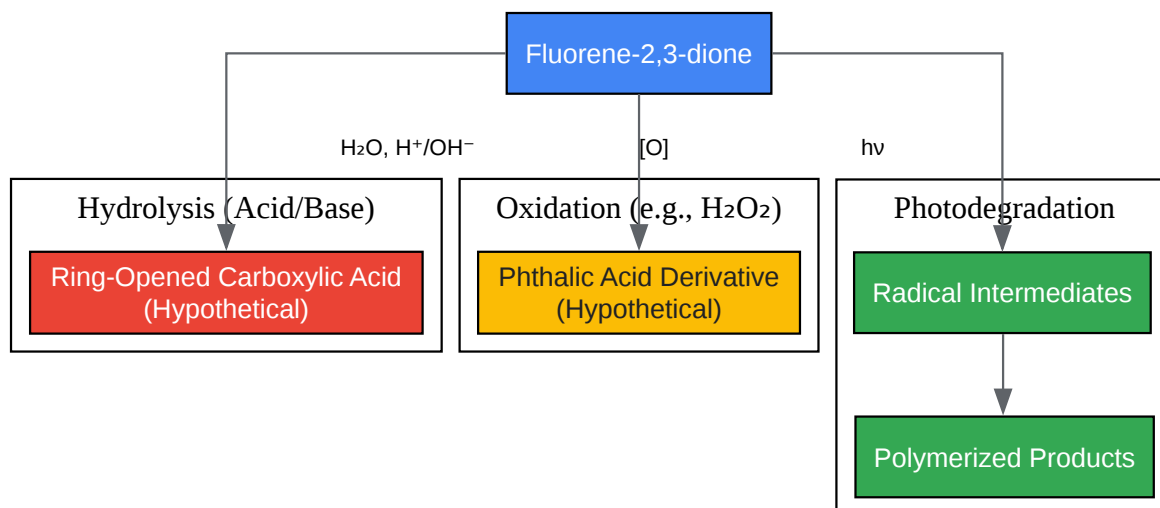 Fluorene-2,3-dione
H₂O, H⁺/OH⁻
[O]
hν
Hydrolysis (Acid/Base)
Oxidation (e.g., H₂O₂)
Photodegradation
Ring-Opened Carboxylic Acid
(Hypothetical)
Phthalic Acid Derivative
(Hypothetical)
Radical Intermediates
Polymerized Products